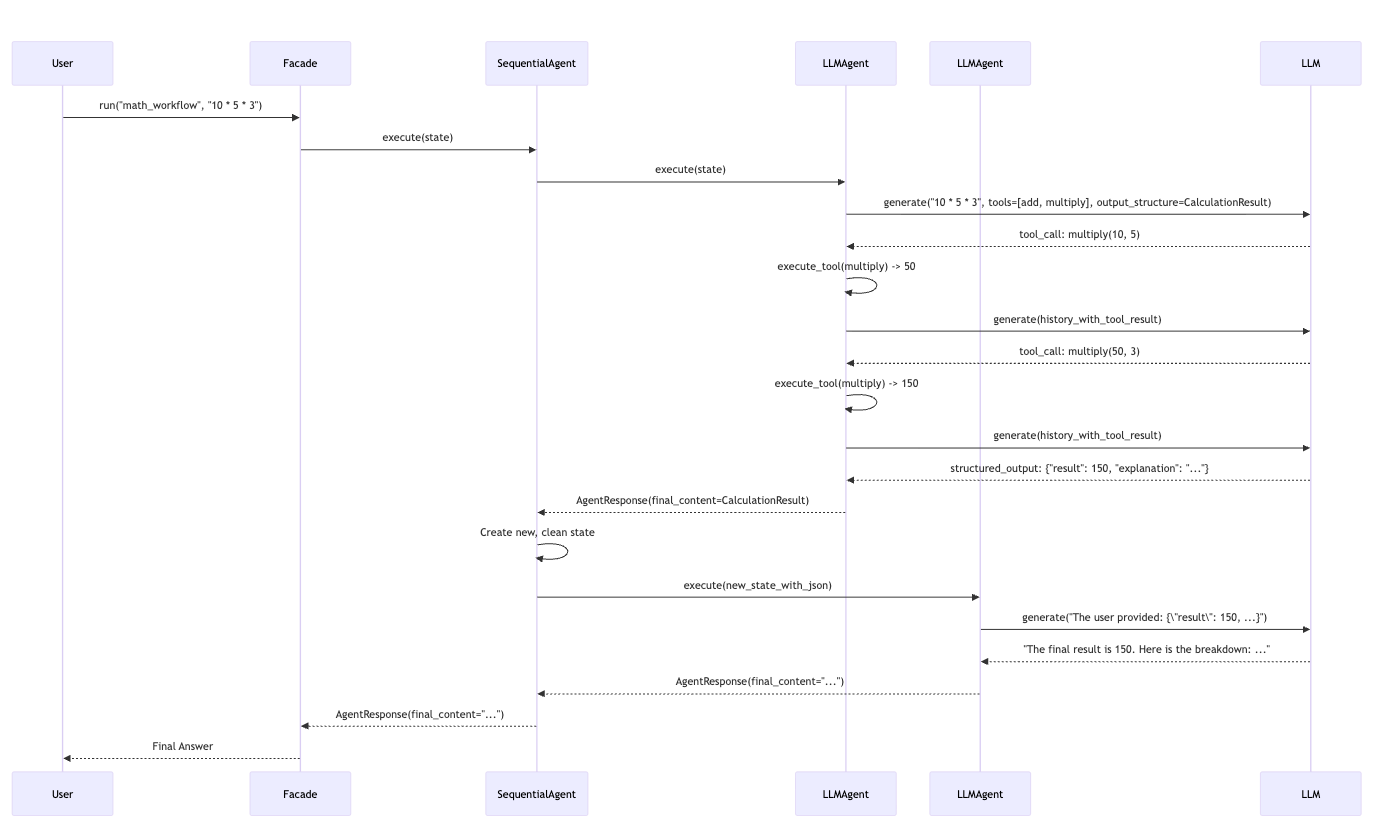 User
Facade
SequentialAgent
LLMAgent
LLMAgent
LLM
run("math_workflow", "10 * 5 * 3")
execute(state)
execute(state)
generate("10 * 5 * 3", tools=[add, multiply], output_structure=CalculationResult)
tool_call: multiply(10, 5)
execute_tool(multiply) -> 50
generate(history_with_tool_result)
tool_call: multiply(50, 3)
execute_tool(multiply) -> 150
generate(history_with_tool_result)
structured_output: {"result": 150, "explanation": "..."}
AgentResponse(final_content=CalculationResult)
Create new, clean state
execute(new_state_with_json)
generate("The user provided: {\"result\": 150, ...}")
"The final result is 150. Here is the breakdown: ..."
AgentResponse(final_content="...")
AgentResponse(final_content="...")
Final Answer
User
Facade
SequentialAgent
LLMAgent
LLMAgent
LLM